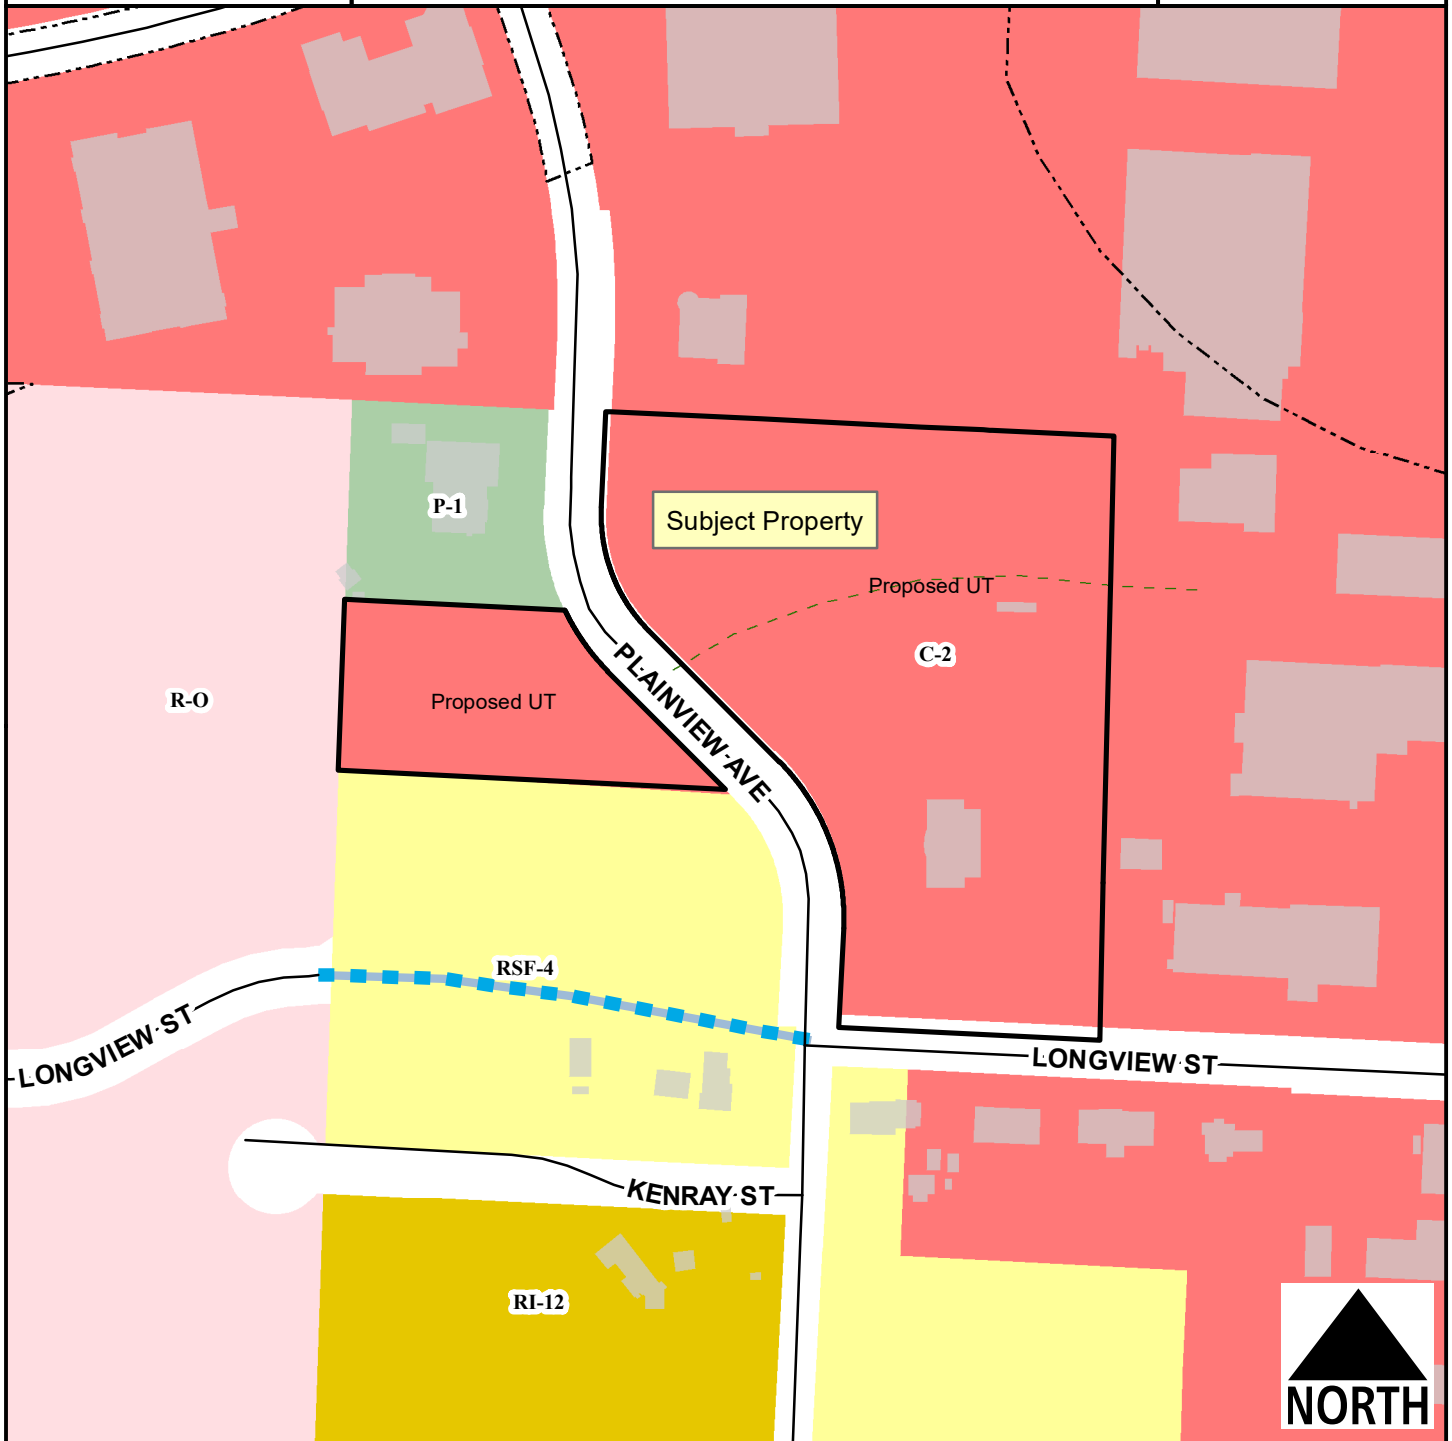 P-1
Subject Property
Proposed UT
C-2
R-O
Proposed UT
PLAINVIEW AVE
RSF-4
LONGVIEW ST
LONGVIEW ST
KENRAY ST
RI-12
NORTH